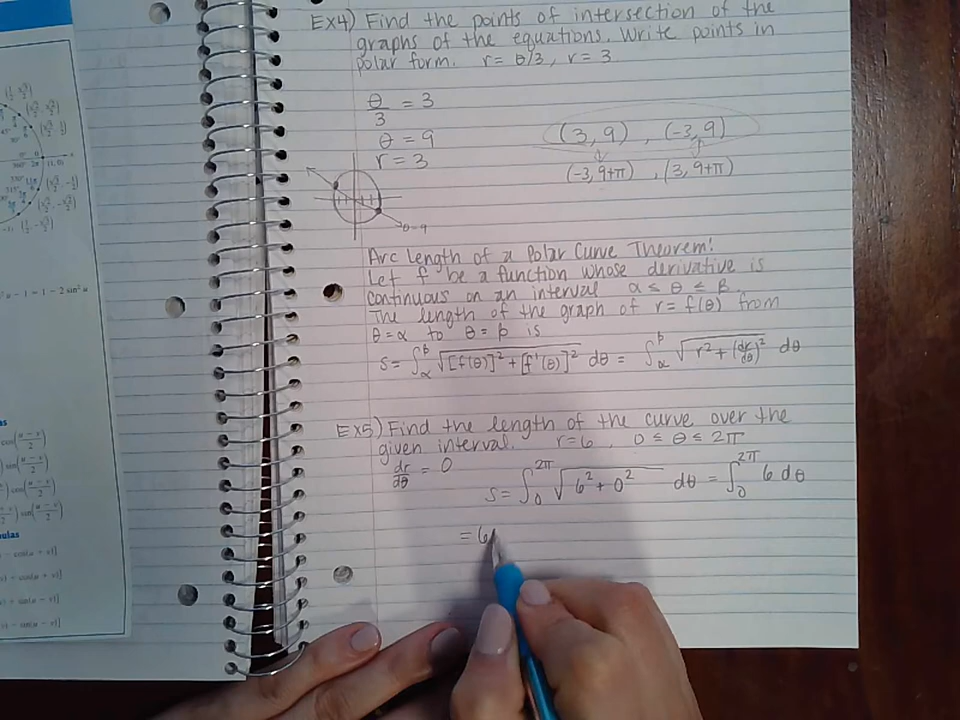 Ex4) Find the points of intersection of the
graphs of the equations. Write points in
polar form. r = θ/3, r = 3
θ/3 = 3
θ = 9
r = 3
(3, 9) , (-3, 9)
(-3, 9+π) , (3, 9+π)
θ=9
Arc Length of a Polar Curve Theorem:
Let f be a function whose derivative is
continuous on an interval α ≤ θ ≤ β.
The length of the graph of r = f(θ) from
θ = α to θ = β is
s = ∫_α^β √([f(θ)]² + [f'(θ)]²) dθ = ∫_α^β √(r² + (dr/dθ)²) dθ
Ex5) Find the length of the curve over the
given interval. r = 6, 0 ≤ θ ≤ 2π
dr/dθ = 0
s = ∫_0^2π √(6² + 0²) dθ = ∫_0^2π 6 dθ
= 6
u − 1 = 1 − 2 sin² u